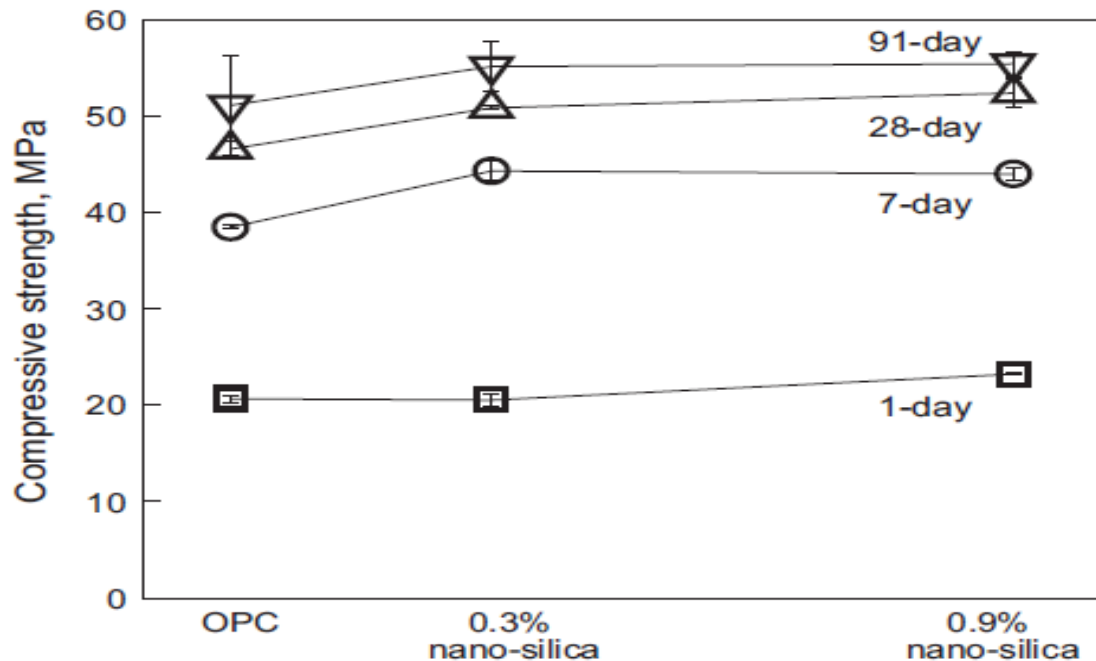 60
50
40
30
20
10
0
Compressive strength, MPa
91-day
28-day
7-day
1-day
OPC
0.3%
nano-silica
0.9%
nano-silica